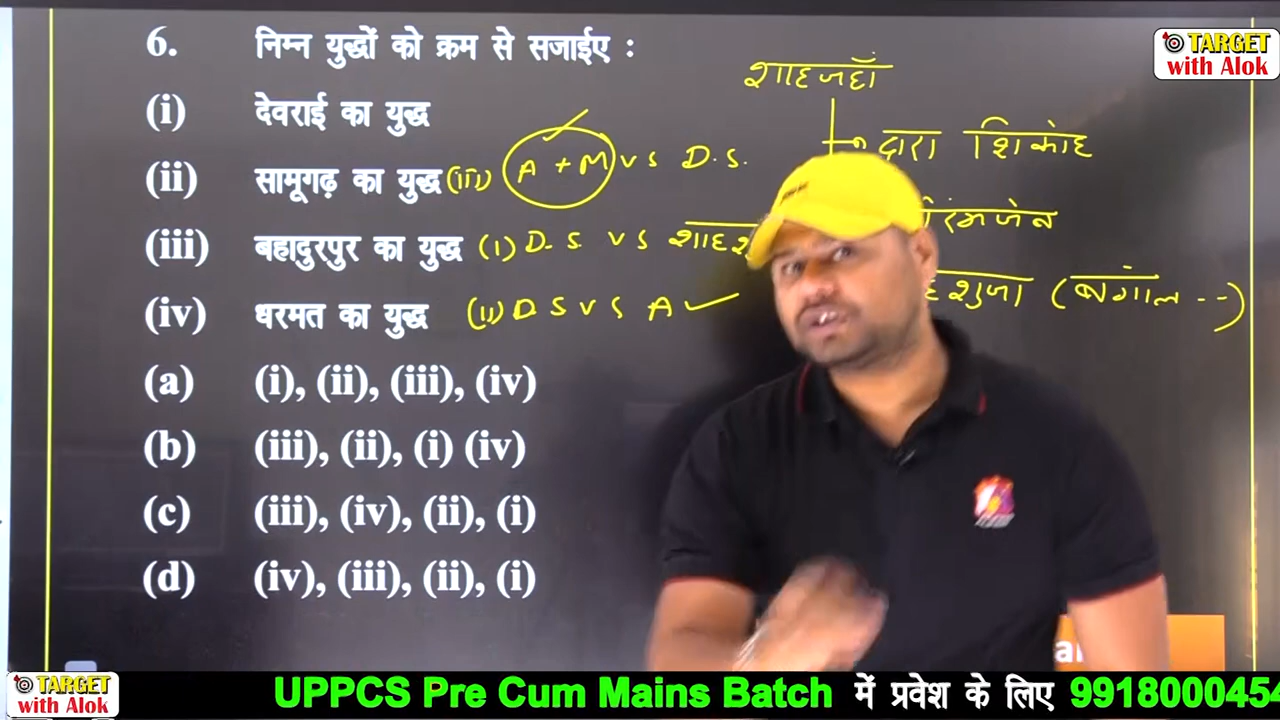 TARGET
with Alok
6. निम्न युद्धों को क्रम से सजाईए :
शाहजहाँ
(i) देवराई का युद्ध
दारा शिकोह
(ii) सामूगढ़ का युद्ध (iii) A + M vs D.S.
(iii) बहादुरपुर का युद्ध (i) D.S vs
(iv) धरमत का युद्ध (ii) D S v S A
शुजा (बंगाल --)
(a) (i), (ii), (iii), (iv)
(b) (iii), (ii), (i) (iv)
(c) (iii), (iv), (ii), (i)
(d) (iv), (iii), (ii), (i)
TARGET
with Alok
UPPCS Pre Cum Mains Batch में प्रवेश के लिए 991800045